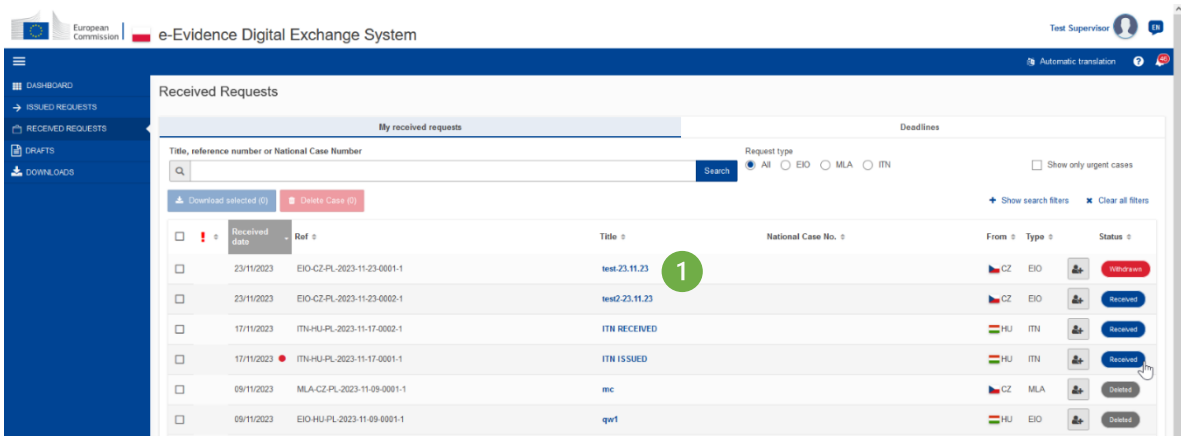 European
Commission
e-Evidence Digital Exchange System
Test Supervisor
EN
Automatic translation
?
46
DASHBOARD
ISSUED REQUESTS
RECEIVED REQUESTS
DRAFTS
DOWNLOADS
Received Requests
My received requests
Deadlines
Title, reference number or National Case Number
Search
Request type
All EIO MLA ITN
Show only urgent cases
Download selected (0)
Delete Case (0)
Show search filters
Clear all filters
! Received date Ref Title National Case No. From Type Status
23/11/2023 EIO-CZ-PL-2023-11-23-0001-1 test-23.11.23 1 CZ EIO Withdrawn
23/11/2023 EIO-CZ-PL-2023-11-23-0002-1 test2-23.11.23 CZ EIO Received
17/11/2023 ITN-HU-PL-2023-11-17-0002-1 ITN RECEIVED HU ITN Received
17/11/2023 ITN-HU-PL-2023-11-17-0001-1 ITN ISSUED HU ITN Received
09/11/2023 MLA-CZ-PL-2023-11-09-0001-1 mc CZ MLA Deleted
09/11/2023 EIO-HU-PL-2023-11-09-0001-1 qw1 HU EIO Deleted